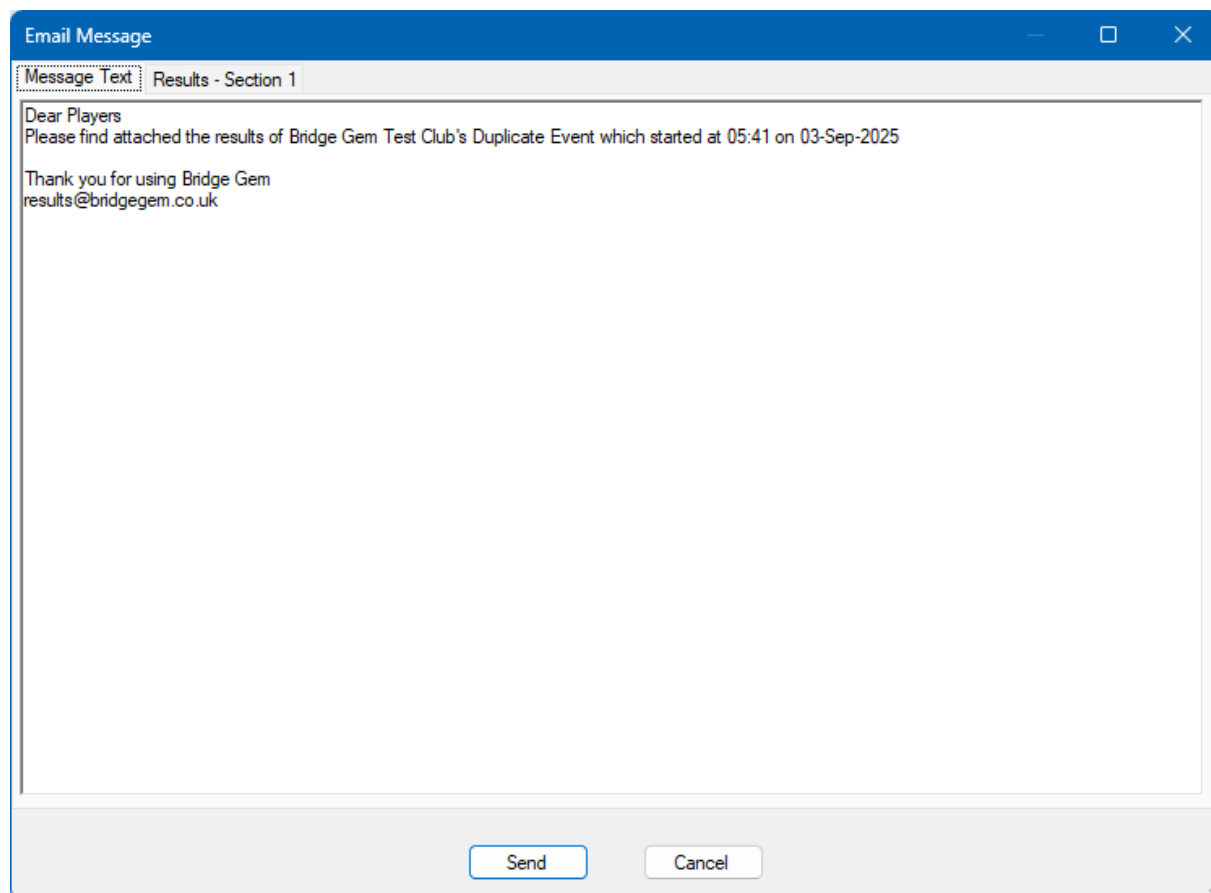 Email Message
Message Text Results - Section 1
Dear Players
Please find attached the results of Bridge Gem Test Club's Duplicate Event which started at 05:41 on 03-Sep-2025
Thank you for using Bridge Gem
results@bridgegem.co.uk
Send Cancel